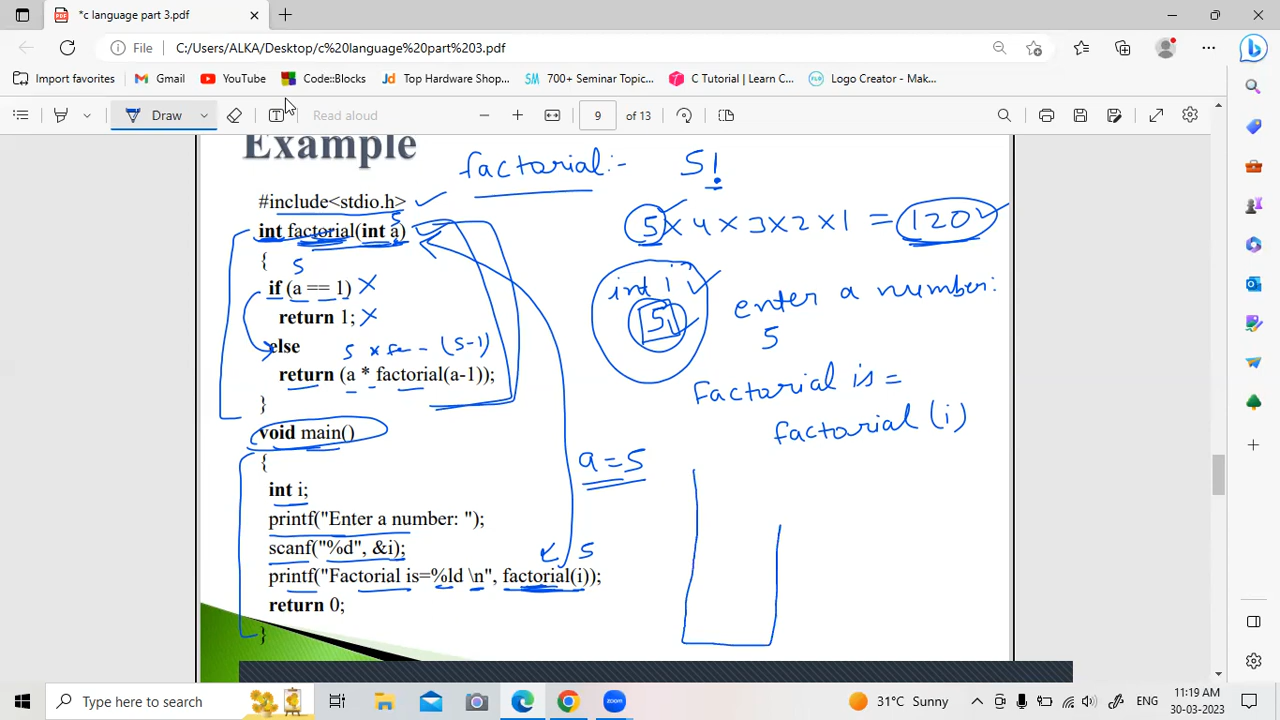 *c language part 3.pdf
File C:/Users/ALKA/Desktop/c%20language%20part%203.pdf
Import favorites Gmail YouTube Code::Blocks Jd Top Hardware Shop... SM 700+ Seminar Topic... C Tutorial | Learn C... Logo Creator - Mak...
Draw Read aloud 9 of 13
Example
factorial:- 5!
#include<stdio.h>
5
int factorial(int a)
5 x 4 x 3 x 2 x 1 = 120
{
5
if (a == 1)
return 1;
else
5 x fe - (5-1)
return (a * factorial(a-1));
}
int i
5
enter a number:
5
Factorial is =
factorial (i)
void main()
{
a = 5
int i;
printf("Enter a number: ");
scanf("%d", &i);
5
printf("Factorial is=%ld \n", factorial(i));
return 0;
}
Type here to search
zoom
31°C Sunny
ENG
11:19 AM
30-03-2023